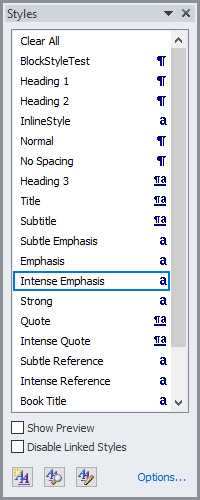 Styles
Clear All
BlockStyleTest ¶
Heading 1 ¶
Heading 2 ¶
InlineStyle a
Normal ¶
No Spacing ¶
Heading 3 ¶a
Title ¶a
Subtitle ¶a
Subtle Emphasis a
Emphasis a
Intense Emphasis a
Strong a
Quote ¶a
Intense Quote ¶a
Subtle Reference a
Intense Reference a
Book Title a
Show Preview
Disable Linked Styles
Options...